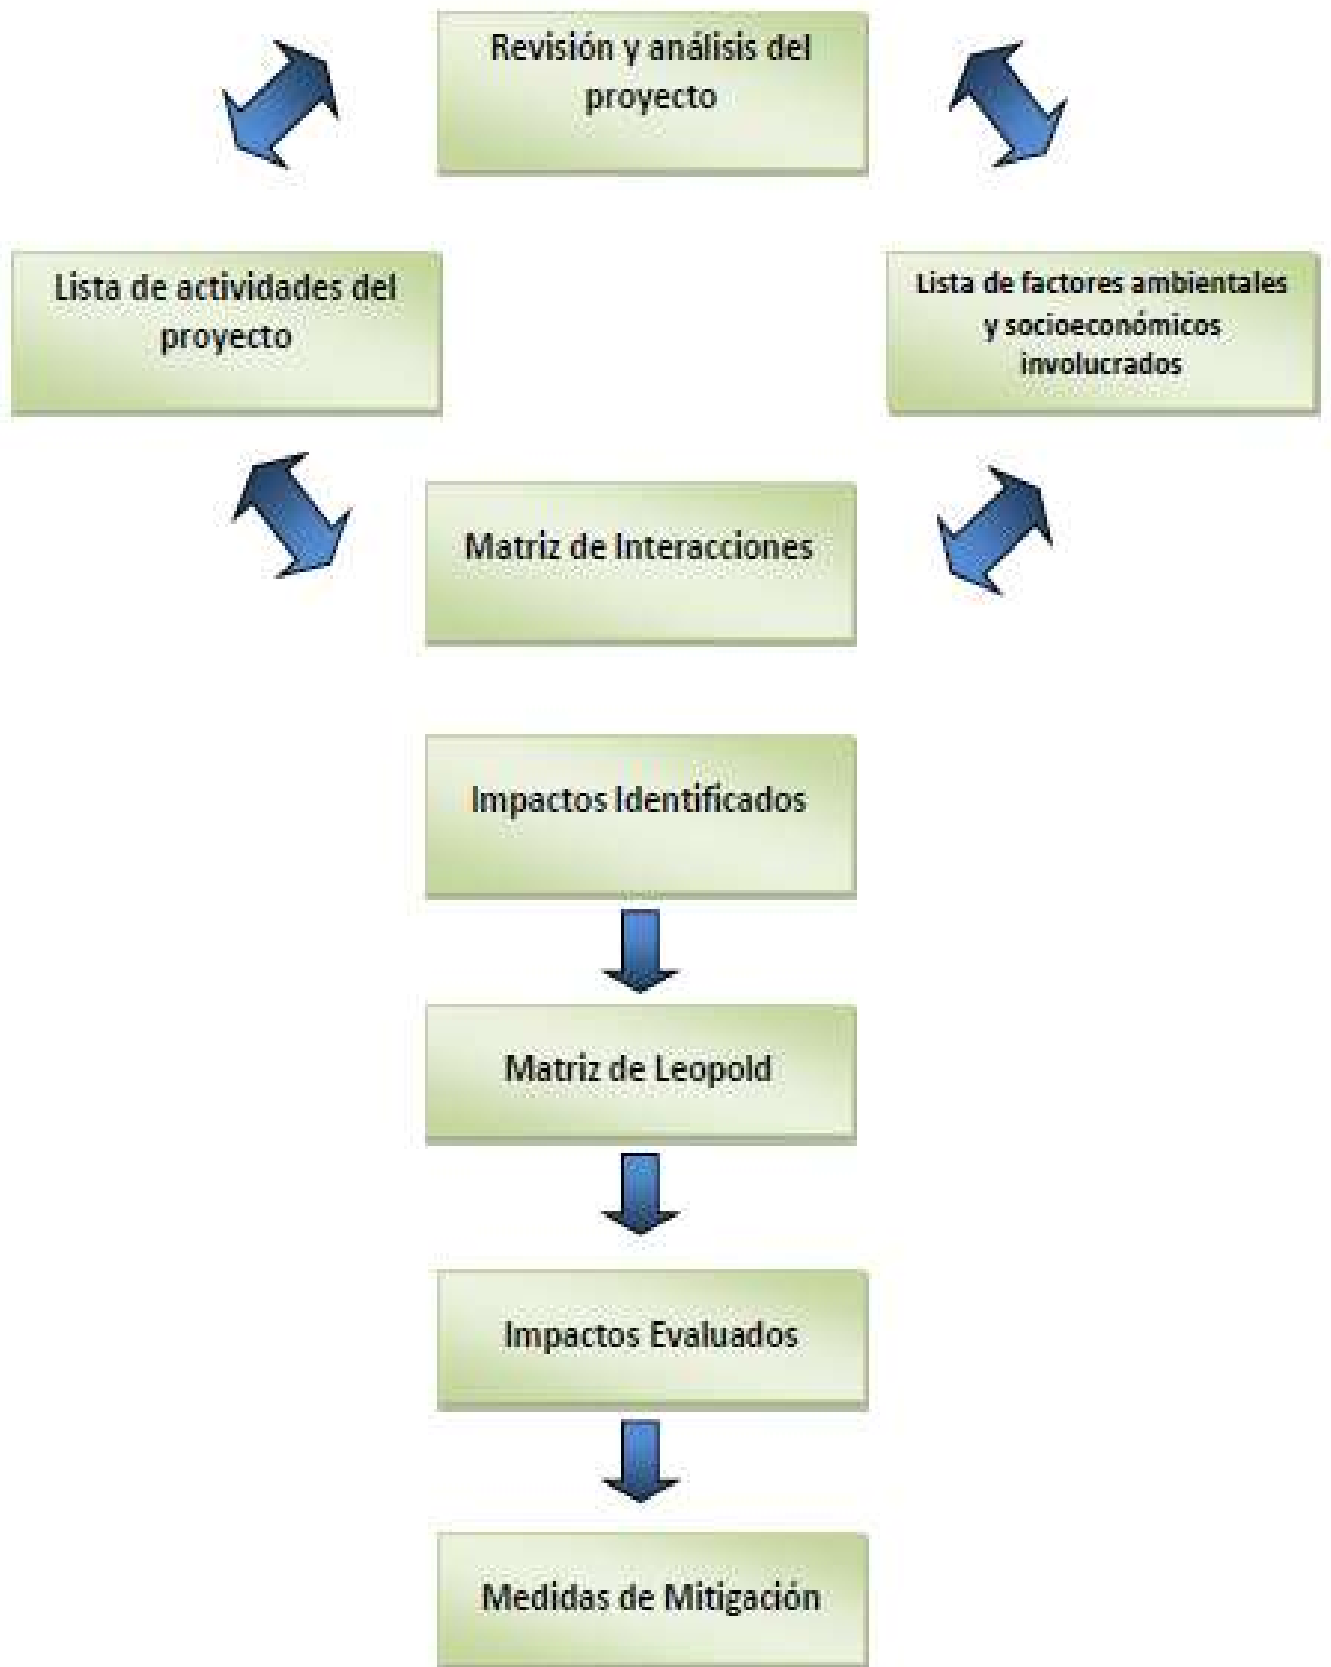 Revisión y análisis del
proyecto
Lista de actividades del
proyecto
Lista de factores ambientales
y socioeconómicos
involucrados
Matriz de Interacciones
Impactos Identificados
Matriz de Leopold
Impactos Evaluados
Medidas de Mitigación